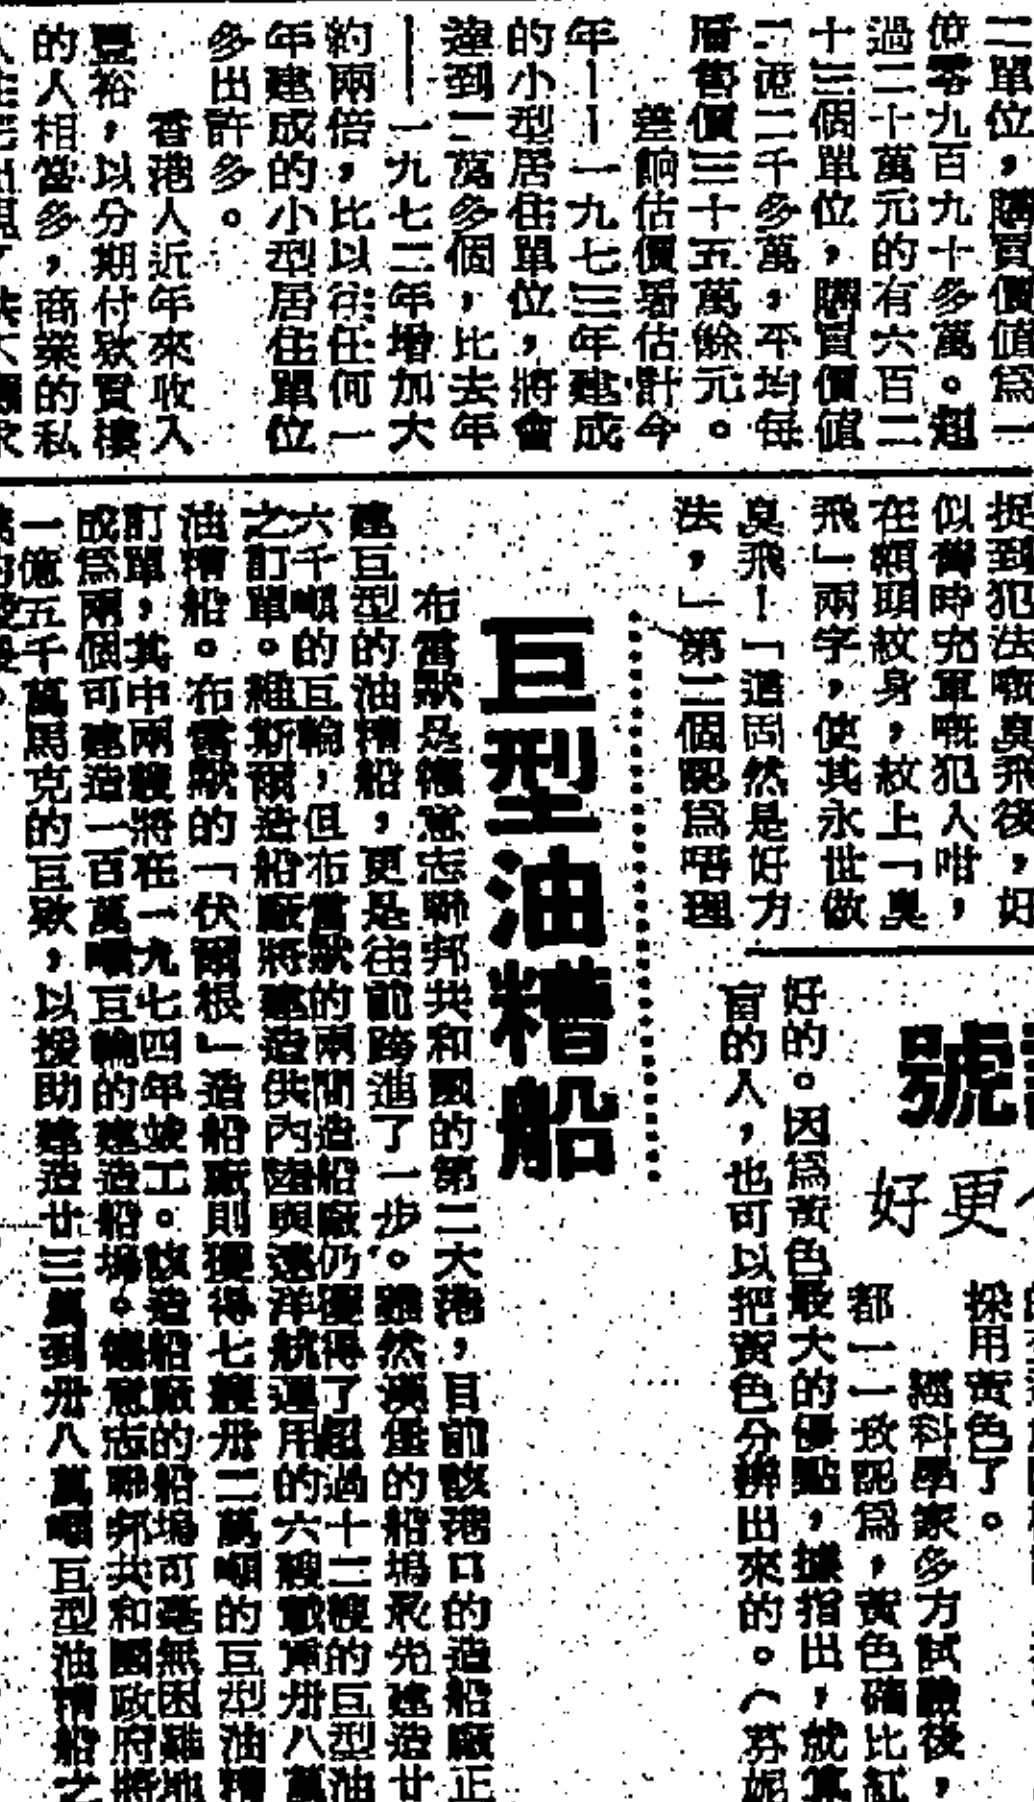 二單位，購買價值爲一
億零九百九十多萬。超
過二十萬元的有六百二
十三個單位，購買價值
二億二千多萬，平均每
層售價三十五萬餘元。
差餉估價署估計今
年——一九七三年建成
的小型居住單位，將會
達到二萬多個，比去年
——一九七二年增加大
約兩倍，比以往任何一
年建成的小型居住單位
多出許多。
香港人近年來收入
豐裕，以分期付欵買樓
的人相當多，商業的私
捉到犯法嘅臭飛後，好
似舊時充軍嘅犯人咁，
在額頭紋身，紋上「臭
飛」兩字，使其永世做
臭飛！「這固然是好方
法，」第三個認爲唔理
號
好更
垛用黃色了。
經科學家多方試驗後，
都一一致認爲，黃色確比紅
好的。因爲黃色最大的優點，據指出，就算
盲的人，也可以把黃色分辨出來的。（芬妮
巨型油糟船
布雷默是德意志聯邦共和國的第二大港，目前該港口的造船廠正
建巨型的油糟船，更是往前跨進了一步。雖然漢堡的船塢最先建造廿
六千噸的巨輪，但布雷默的兩間造船廠仍獲得了超過十二艘的巨型油
之訂單。維斯爾造船廠將建造供內陸與遠洋航運用的六艘載重卅八萬
油糟船。布雷默的「伏爾根」造船廠則獲得七艘卅二萬噸的巨型油糟
訂單，其中兩艘將在一九七四年竣工。該造船廠的船塢可毫無困難地
成爲兩個可建造一百萬噸巨輪的建造船塢。德意志聯邦共和國政府將
一億五千萬馬克的巨欵，以援助建造廿三萬到卅八萬噸巨型油糟船之